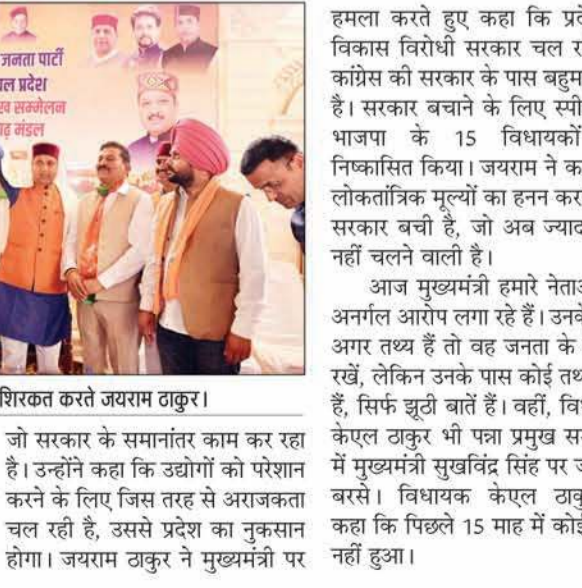 जनता पार्टी
प्रदेश
सम्मेलन
मंडल
शिरकत करते जयराम ठाकुर।
जो सरकार के समानांतर काम कर रहा
है। उन्होंने कहा कि उद्योगों को परेशान
करने के लिए जिस तरह से अराजकता
चल रही है, उससे प्रदेश का नुकसान
होगा। जयराम ठाकुर ने मुख्यमंत्री पर
हमला करते हुए कहा कि
विकास विरोधी सरकार चल
कांग्रेस की सरकार के पास
है। सरकार बचाने के लिए
भाजपा के 15 विधायकों
निष्कासित किया। जयराम ने
लोकतांत्रिक मूल्यों का हनन कर
सरकार बची है, जो अब
नहीं चलने वाली है।
आज मुख्यमंत्री हमारे
अनर्गल आरोप लगा रहे हैं।
अगर तथ्य हैं तो वह जनता के
रखें, लेकिन उनके पास कोई
हैं, सिर्फ झूठी बातें हैं। वहीं,
केएल ठाकुर भी पन्ना प्रमुख
में मुख्यमंत्री सुखविंद्र सिंह पर
बरसे। विधायक केएल
कहा कि पिछले 15 माह में
नहीं हुआ।